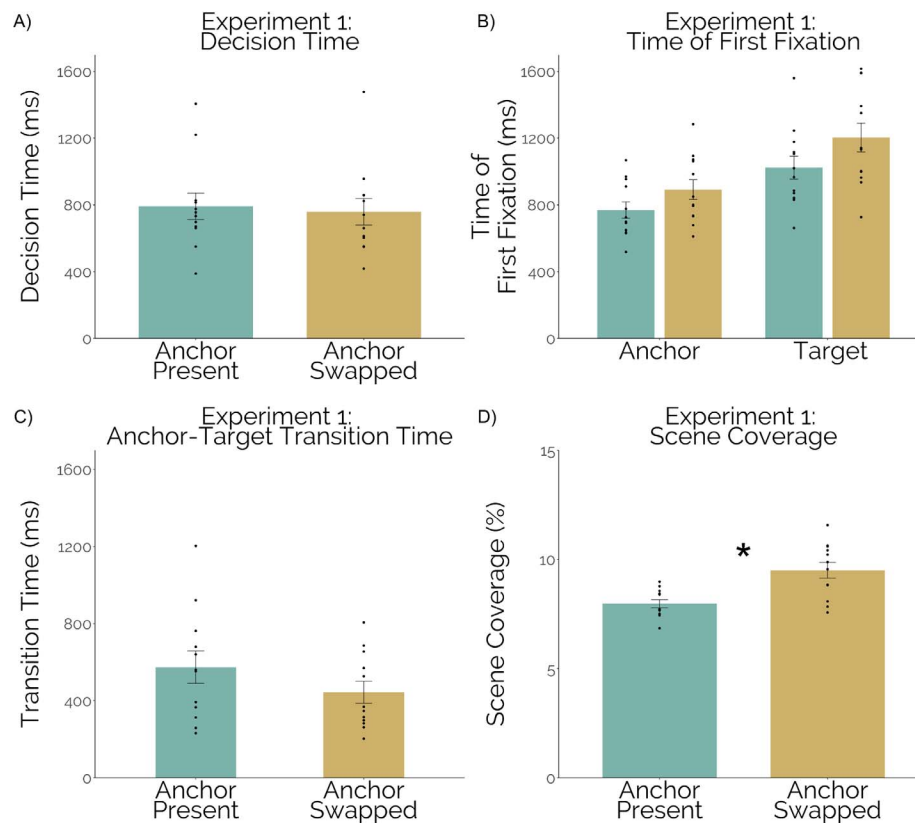 A)
Experiment 1:
Decision Time
Decision Time (ms)
1600
1200
800
400
0
Anchor
Present
Anchor
Swapped
B)
Experiment 1:
Time of First Fixation
Time of
First Fixation (ms)
1600
1200
800
400
0
Anchor
Target
C)
Experiment 1:
Anchor-Target Transition Time
Transition Time (ms)
1600
1200
800
400
0
Anchor
Present
Anchor
Swapped
D)
Experiment 1:
Scene Coverage
Scene Coverage (%)
15
10
5
0
*
Anchor
Present
Anchor
Swapped